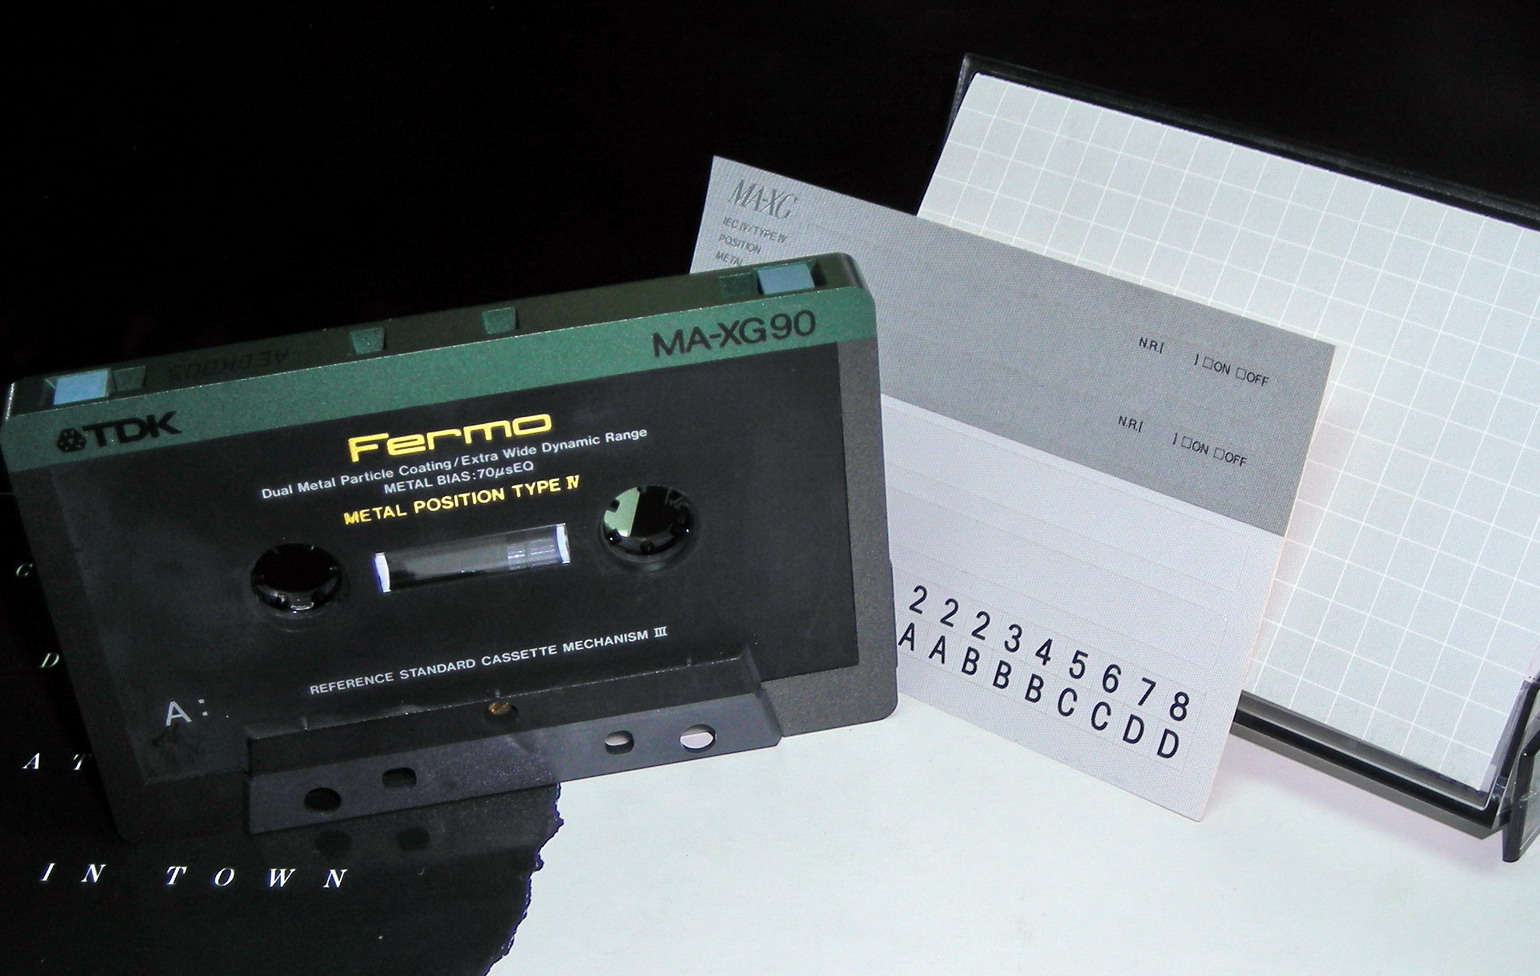 TDK
MA-XG90
Fermo
Dual Metal Particle Coating/Extra Wide Dynamic Range
METAL BIAS:70µsEQ
METAL POSITION TYPE IV
REFERENCE STANDARD CASSETTE MECHANISM III
A:
MA-XG
IEC IV/TYPE IV
POSITION
METAL
N.R.[ ] □ON □OFF
N.R.[ ] □ON □OFF
2 2 2 3 4 5 6 7 8
A A B B B C C D D
D
A T
I N T O W N